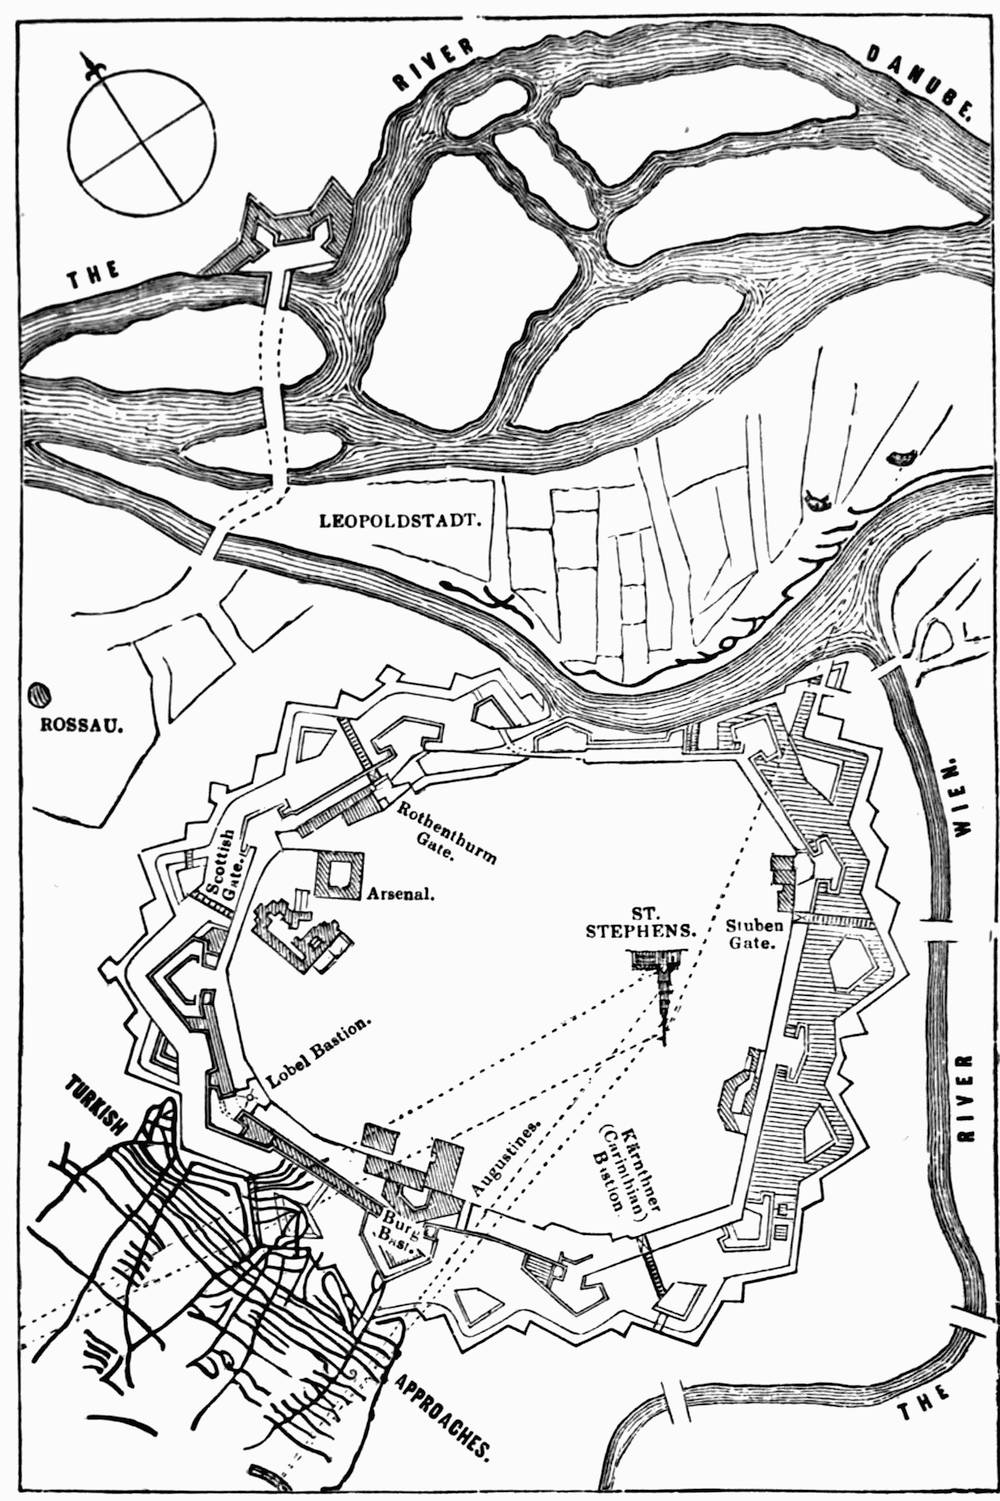 THE RIVER DANUBE.
LEOPOLDSTADT.
ROSSAU.
Rothenthurm
Gate.
Scottish
Gate.
Arsenal.
ST.
STEPHENS.
Stuben
Gate.
Lobel Bastion.
Augustines.
Kärnthner
(Carinthian)
Bastion.
Burg
Bast.
TURKISH
APPROACHES.
THE RIVER WIEN.